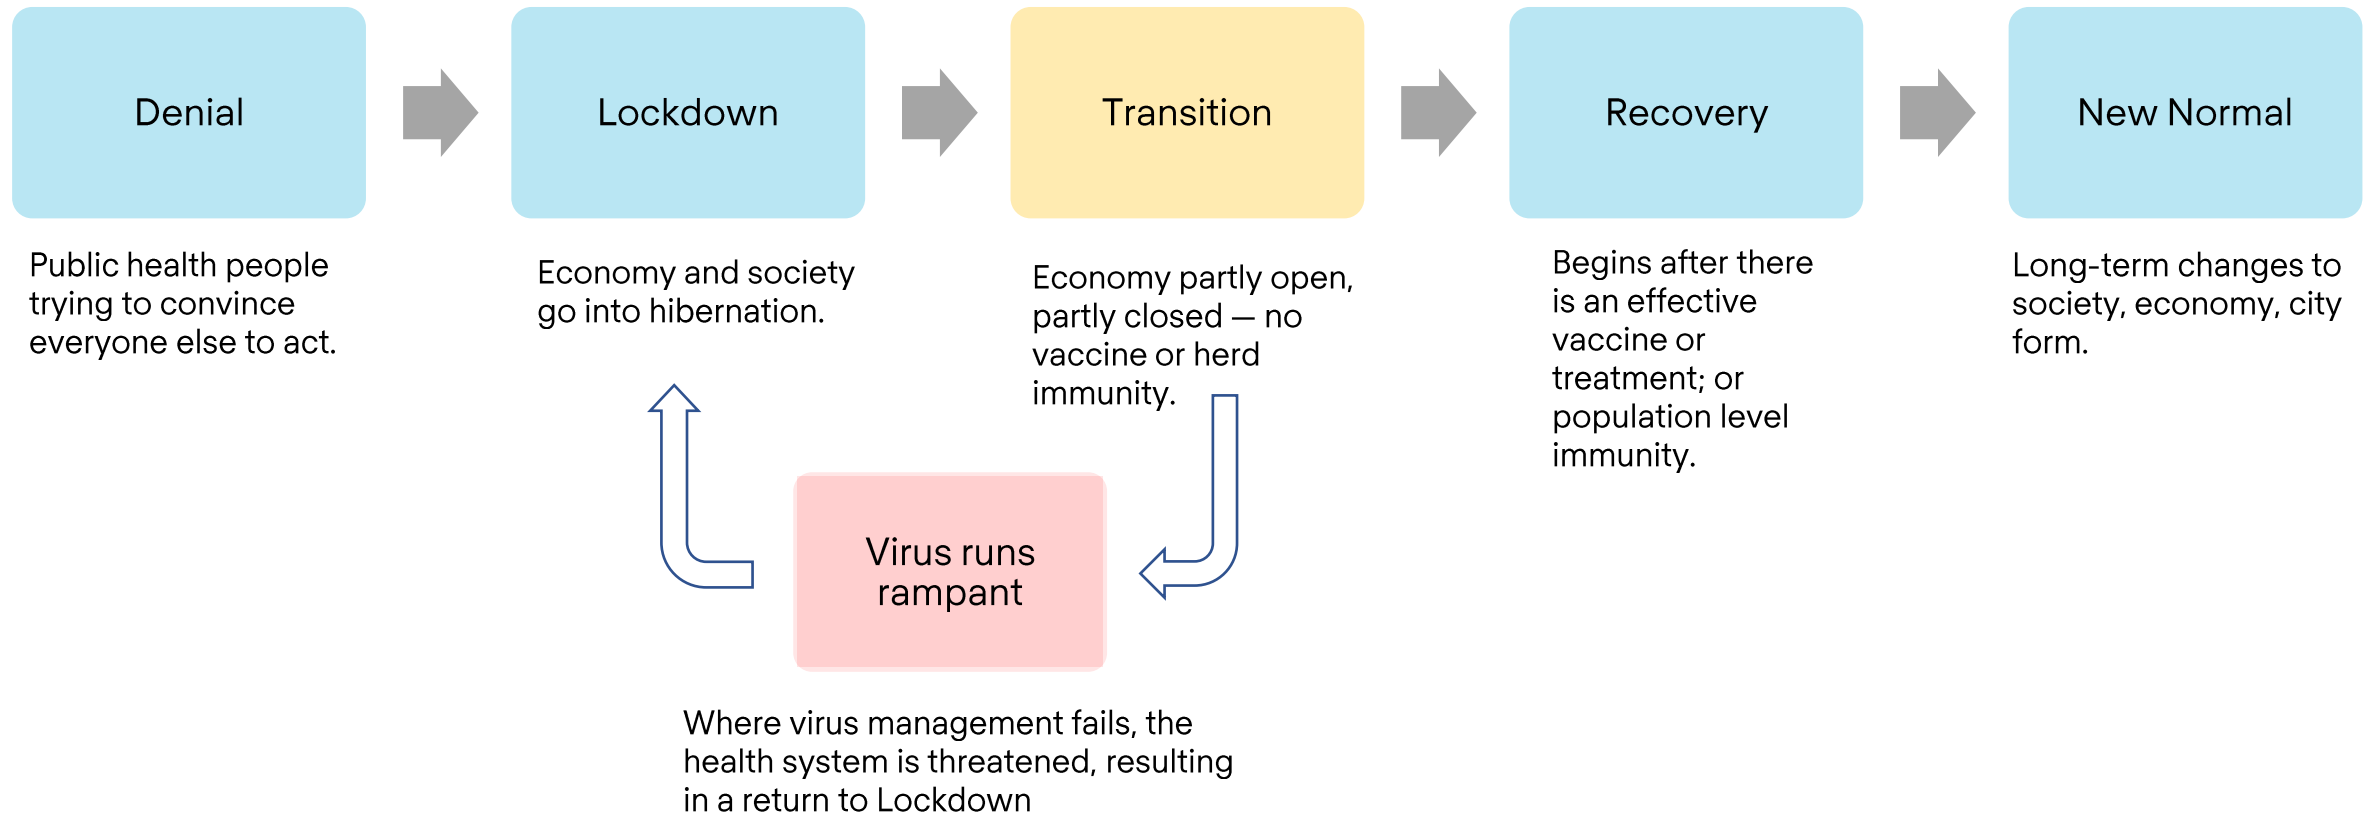 Denial
Lockdown
Transition
Recovery
New Normal
Public health people
trying to convince
everyone else to act.
Economy and society
go into hibernation.
Economy partly open,
partly closed — no
vaccine or herd
immunity.
Begins after there
is an effective
vaccine or
treatment; or
population level
immunity.
Long-term changes to
society, economy, city
form.
Virus runs
rampant
Where virus management fails, the
health system is threatened, resulting
in a return to Lockdown